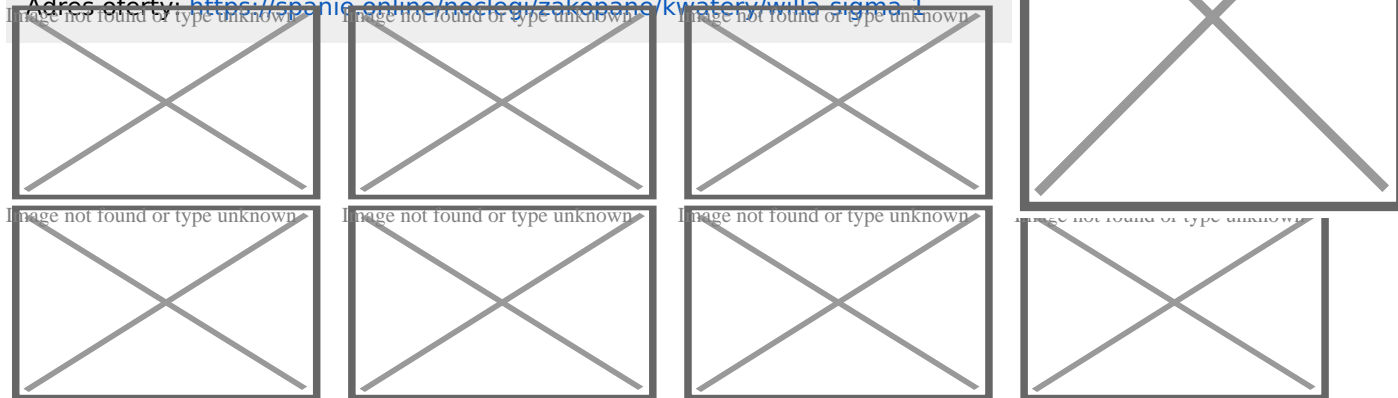 Adres oferty: https://spanie.online/noclegi/zakopane/kwatery/willa-sigma-1
Image not found or type unknown Image not found or type unknown Image not found or type unknown
Image not found or type unknown Image not found or type unknown Image not found or type unknown Image not found or type unknown